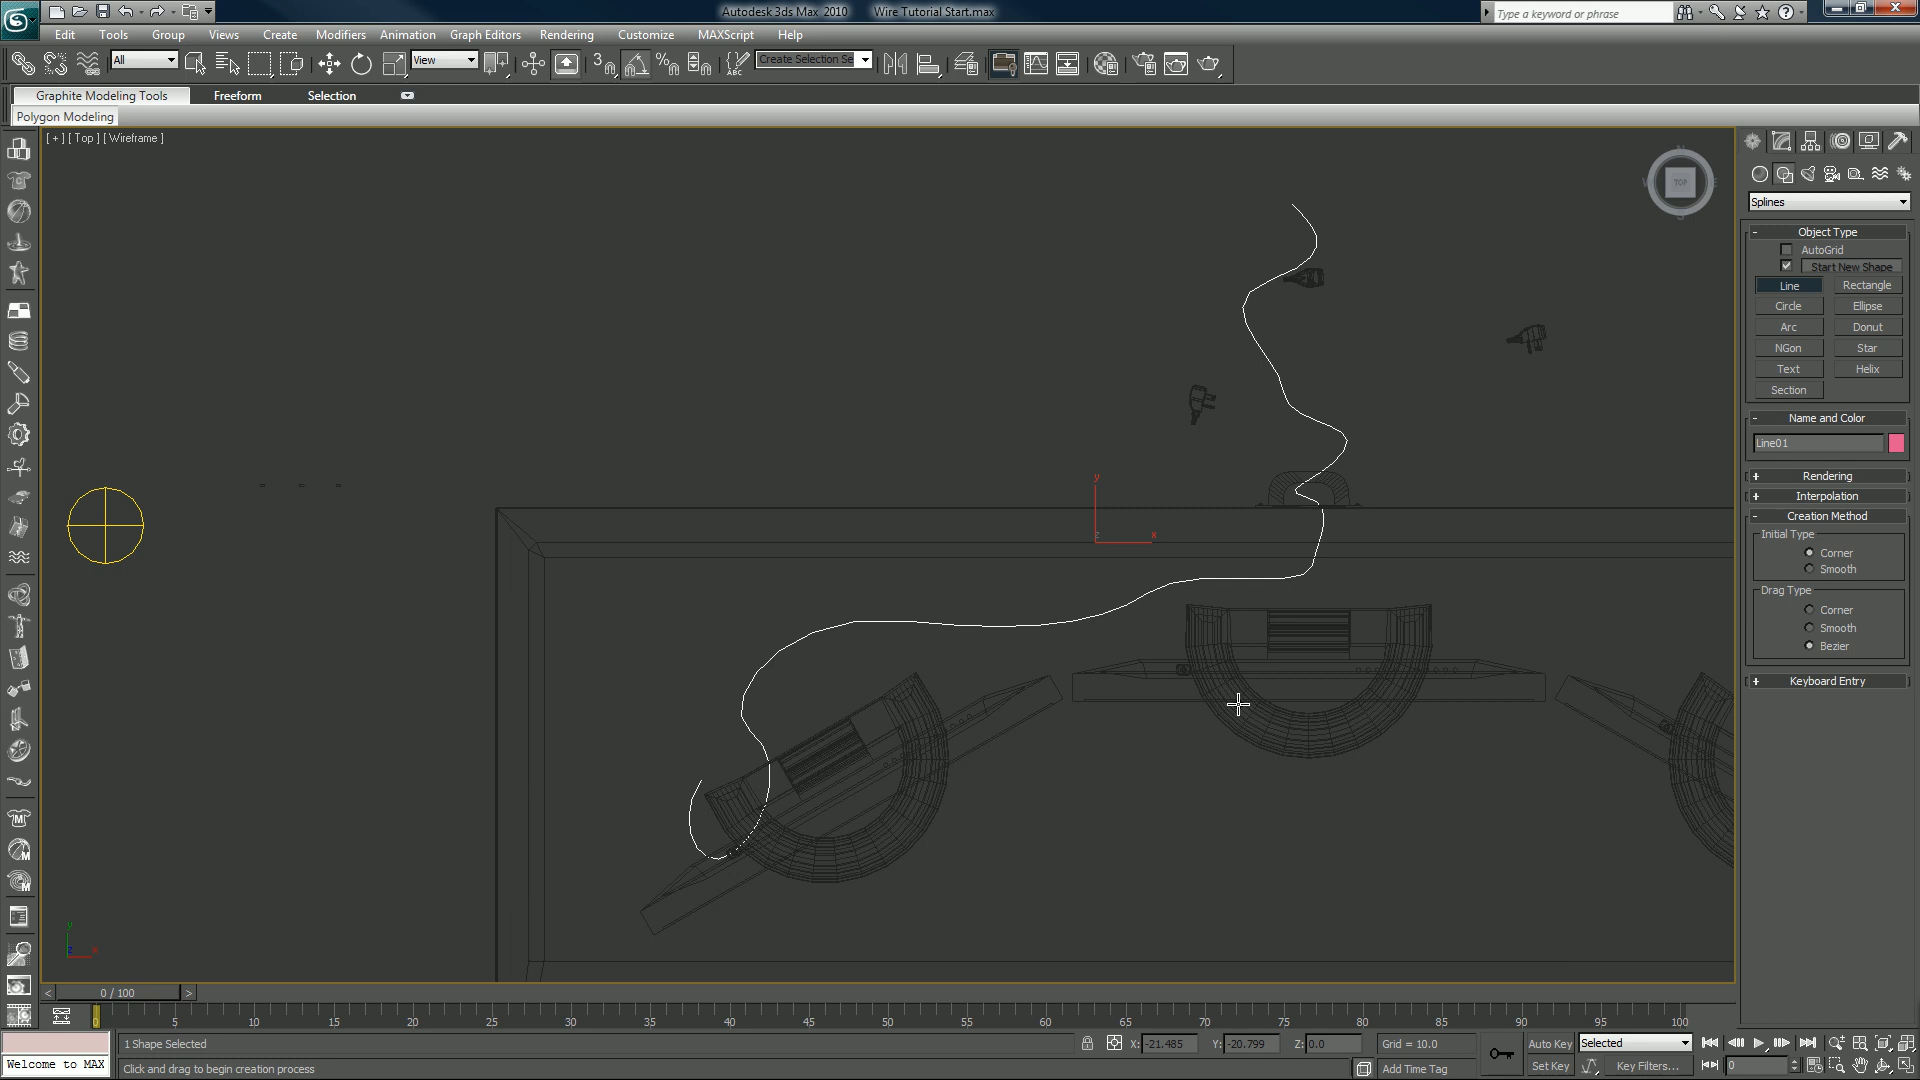 Autodesk 3ds Max 2010 Wire Tutorial Start.max
Type a keyword or phrase
Edit Tools Group Views Create Modifiers Animation Graph Editors Rendering Customize MAXScript Help
All
View
3
ABC
Create Selection Se
Graphite Modeling Tools Freeform Selection
Polygon Modeling
[ + ] [ Top ] [ Wireframe ]
TOP
Splines
- Object Type
AutoGrid
Start New Shape
Line Rectangle
Circle Ellipse
Arc Donut
NGon Star
Text Helix
Section
- Name and Color
Line01
+ Rendering
+ Interpolation
- Creation Method
Initial Type
Corner
Smooth
Drag Type
Corner
Smooth
Bezier
+ Keyboard Entry
y
z x
y
z x
< 0 / 100 >
0 5 10 15 20 25 30 35 40 45 50 55 60 65 70 75 80 85 90 95 100
1 Shape Selected
X: -21.485 Y: -20.799 Z: 0.0 Grid = 10.0
Auto Key Selected
Welcome to MAX
Click and drag to begin creation process
Add Time Tag
Set Key Key Filters... 0